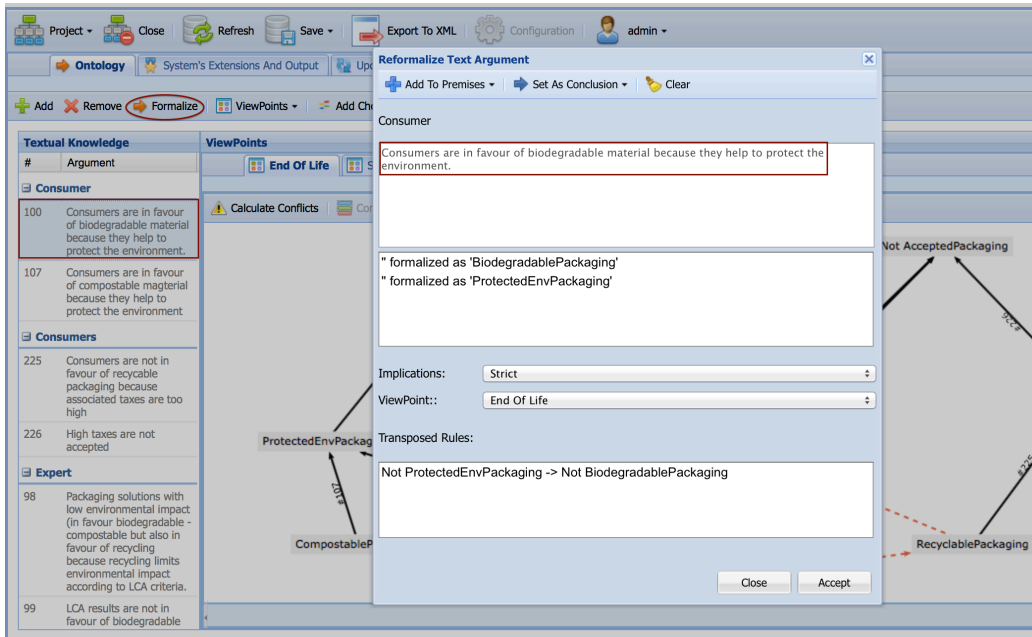 Project
Close
Refresh
Save
Export To XML
Configuration
admin
Ontology
System's Extensions And Output
Add
Remove
Formalize
ViewPoints
Textual Knowledge
# Argument
Consumer
100 Consumers are in favour
of biodegradable material
because they help to
protect the environment.
107 Consumers are in favour
of compostable magterial
because they help to
protect the environment
Consumers
225 Consumers are not in
favour of recycable
packaging because
associated taxes are too
high
226 High taxes are not
accepted
Expert
98 Packaging solutions with
low environmental impact
(in favour biodegradable -
compostable but also in
favour of recycling
because recycling limits
environmental impact
according to LCA criteria.
99 LCA results are not in
favour of biodegradable
ViewPoints
End Of Life
Calculate Conflicts
ProtectedEnvPackag
#107
CompostableP
Reformalize Text Argument
Add To Premises
Set As Conclusion
Clear
Consumer
Consumers are in favour of biodegradable material because they help to protect the
environment.
'' formalized as 'BiodegradablePackaging'
'' formalized as 'ProtectedEnvPackaging'
Implications: Strict
ViewPoint:: End Of Life
Transposed Rules:
Not ProtectedEnvPackaging -> Not BiodegradablePackaging
Close
Accept
Not AcceptedPackaging
#226
#225
RecyclablePackaging